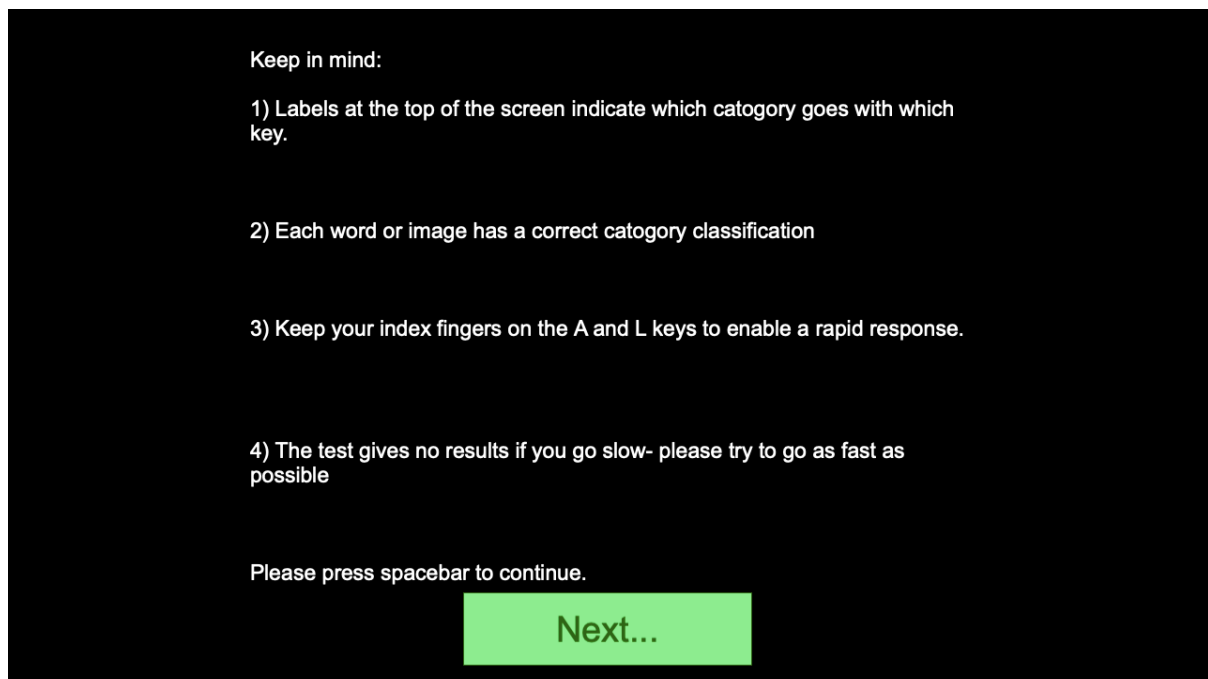 Keep in mind:
1) Labels at the top of the screen indicate which catogory goes with which
key.
2) Each word or image has a correct catogory classification
3) Keep your index fingers on the A and L keys to enable a rapid response.
4) The test gives no results if you go slow- please try to go as fast as
possible
Please press spacebar to continue.
Next...